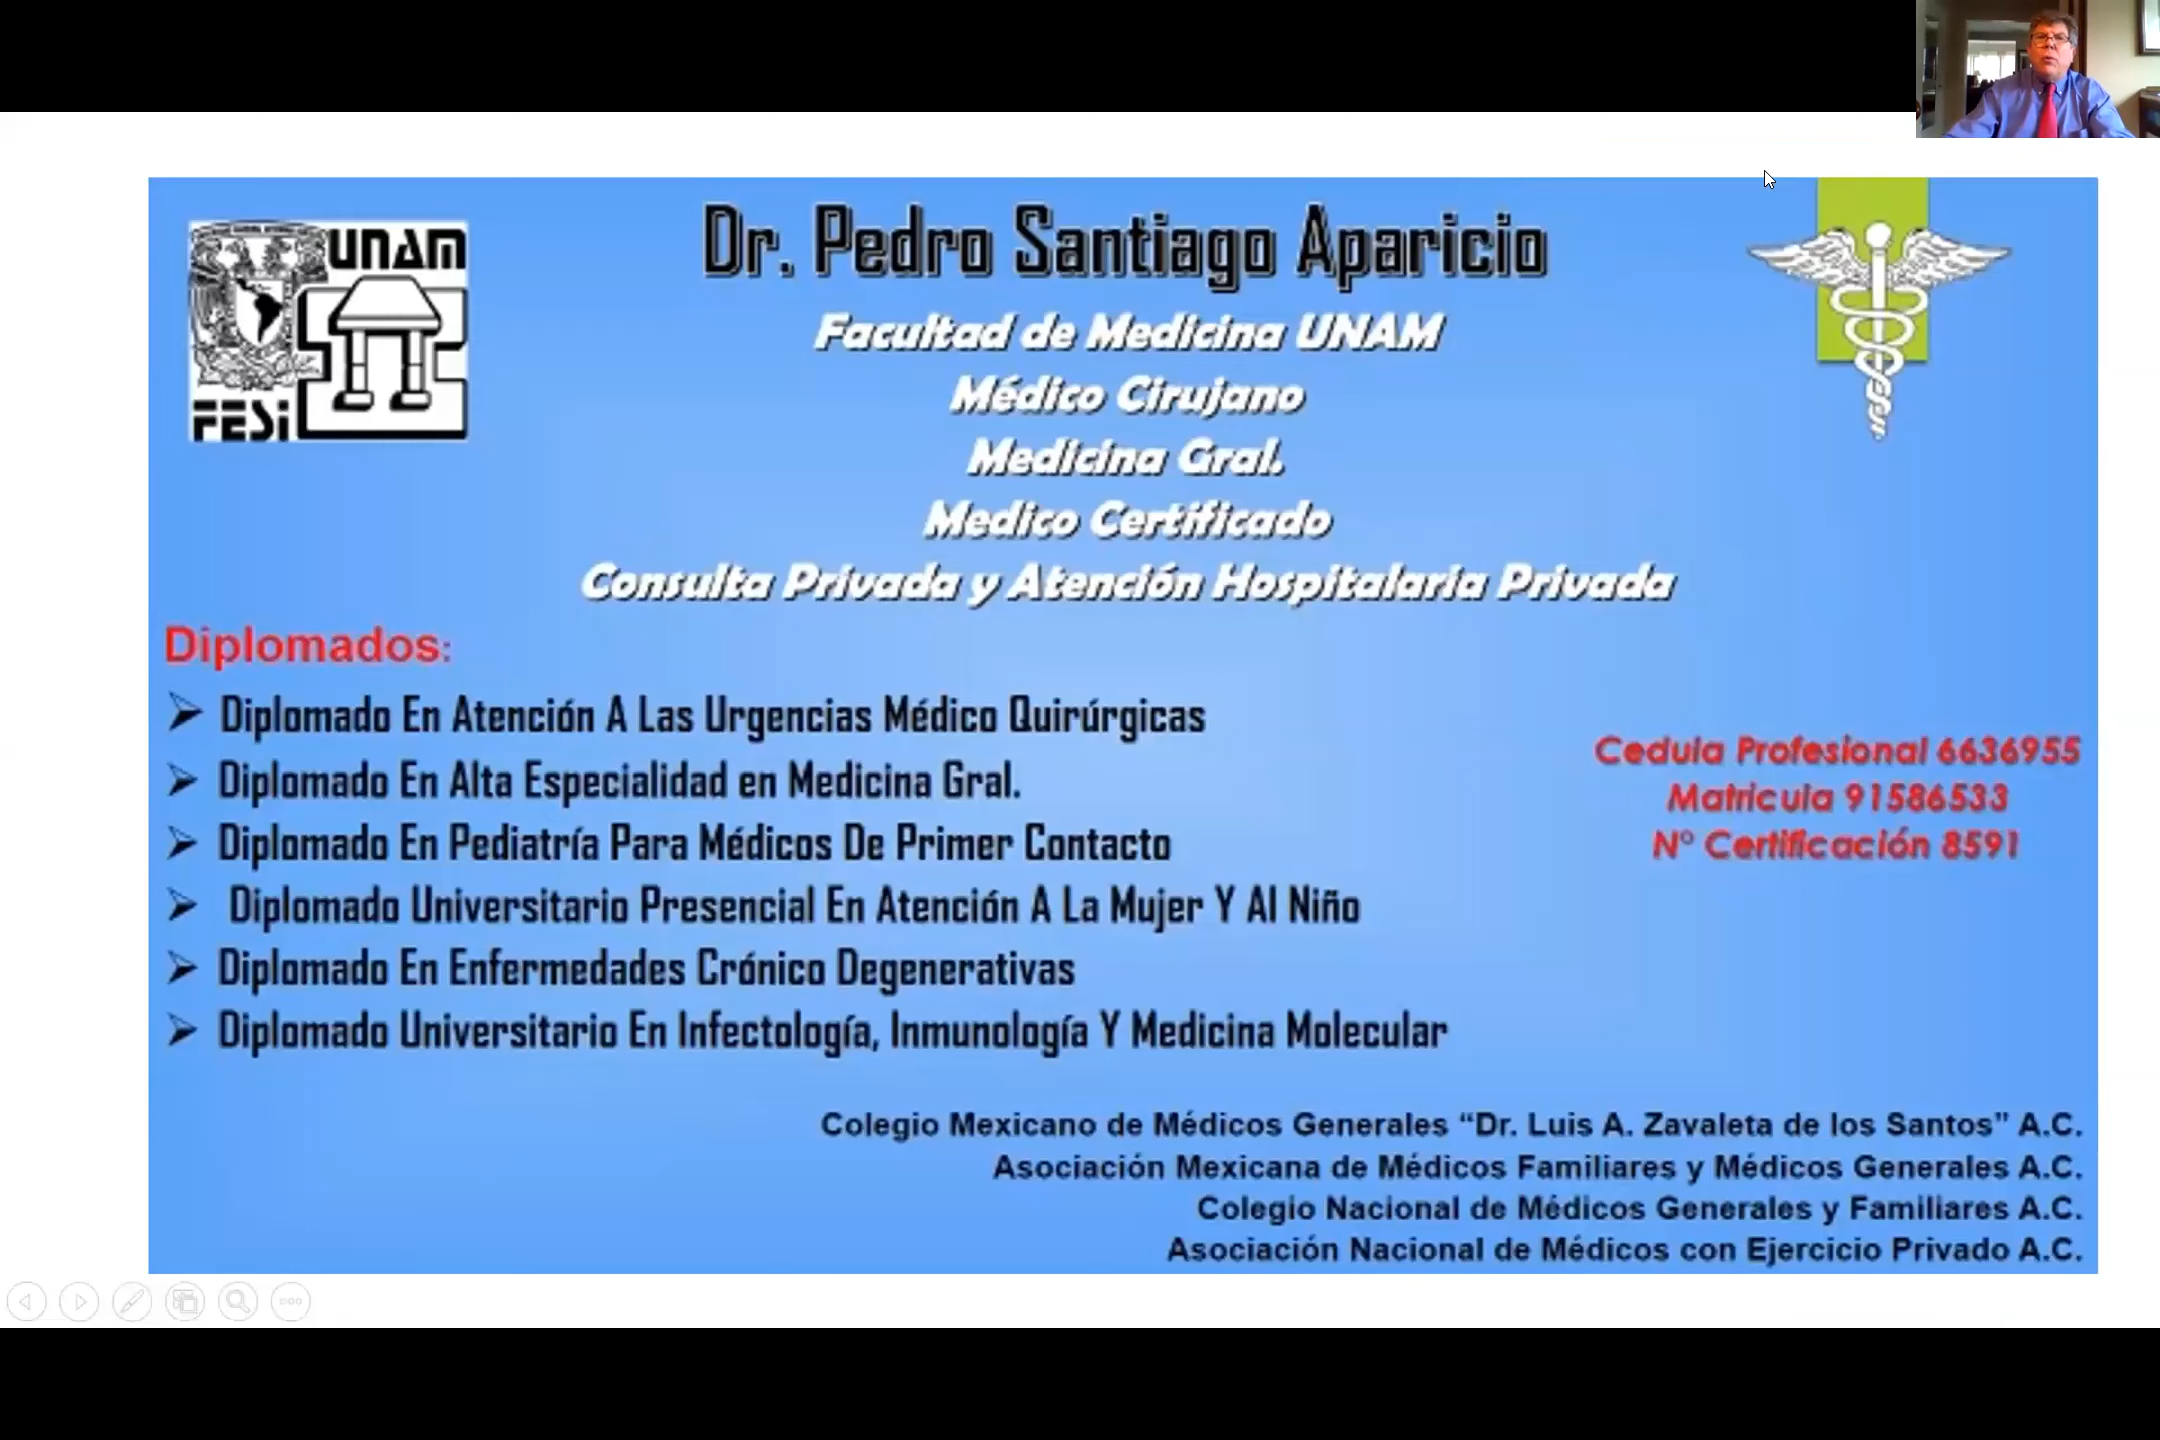 UNAM
FESI
Dr. Pedro Santiago Aparicio
Facultad de Medicina UNAM
Médico Cirujano
Medicina Gral.
Medico Certificado
Consulta Privada y Atención Hospitalaria Privada
Diplomados:
Diplomado En Atención A Las Urgencias Médico Quirúrgicas
Diplomado En Alta Especialidad en Medicina Gral.
Diplomado En Pediatría Para Médicos De Primer Contacto
Diplomado Universitario Presencial En Atención A La Mujer Y Al Niño
Diplomado En Enfermedades Crónico Degenerativas
Diplomado Universitario En Infectología, Inmunología Y Medicina Molecular
Cedula Profesional 6636955
Matricula 91586533
N° Certificación 8591
Colegio Mexicano de Médicos Generales “Dr. Luis A. Zavaleta de los Santos” A.C.
Asociación Mexicana de Médicos Familiares y Médicos Generales A.C.
Colegio Nacional de Médicos Generales y Familiares A.C.
Asociación Nacional de Médicos con Ejercicio Privado A.C.